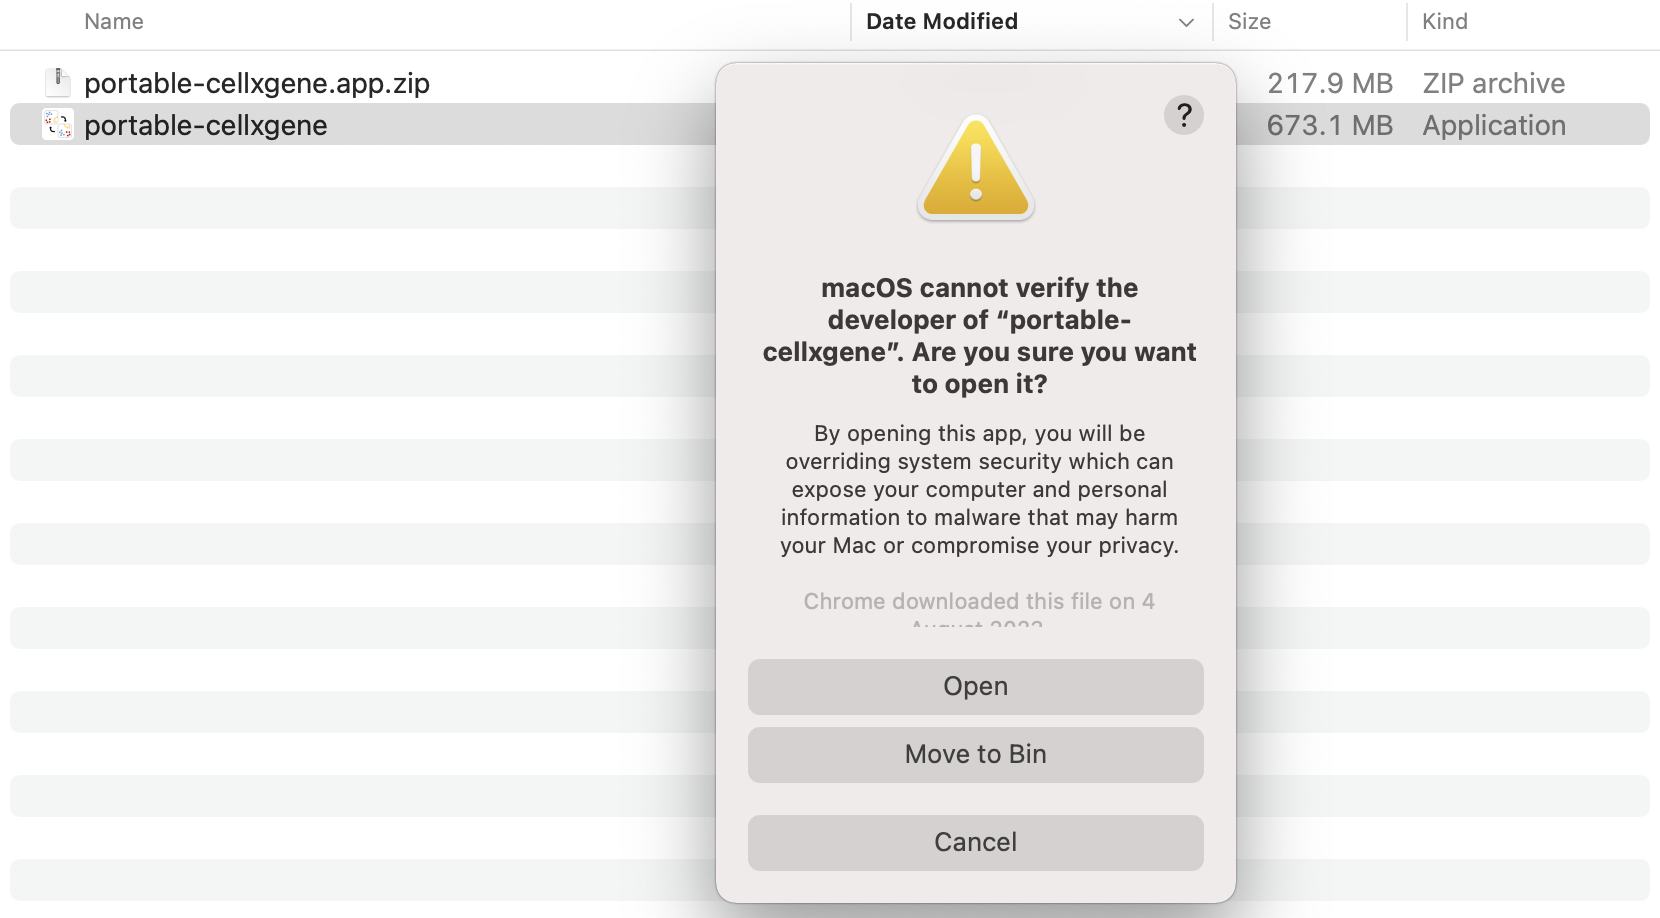 Name Date Modified Size Kind
portable-cellxgene.app.zip 217.9 MB ZIP archive
portable-cellxgene 673.1 MB Application
?
macOS cannot verify the
developer of “portable-
cellxgene”. Are you sure you want
to open it?
By opening this app, you will be
overriding system security which can
expose your computer and personal
information to malware that may harm
your Mac or compromise your privacy.
Chrome downloaded this file on 4
August
Open
Move to Bin
Cancel